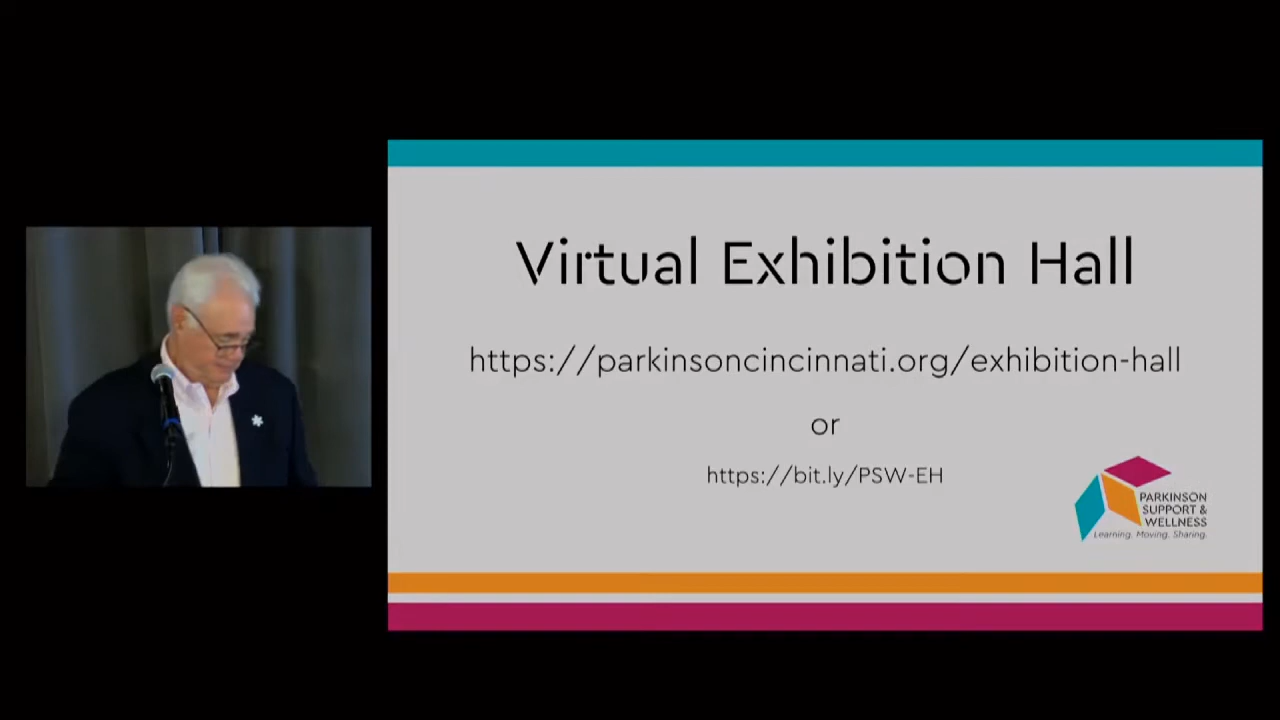 Virtual Exhibition Hall
https://parkinsoncincinnati.org/exhibition-hall
or
https://bit.ly/PSW-EH
PARKINSON
SUPPORT &
WELLNESS
Learning. Moving. Sharing.